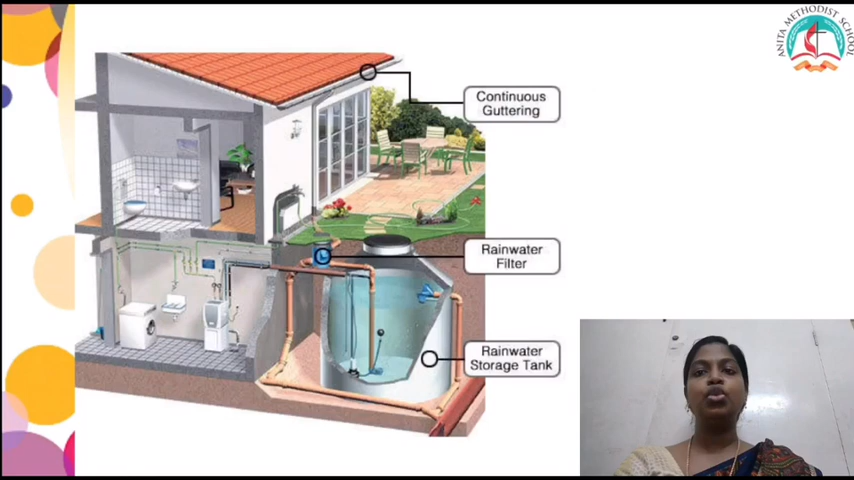 ANITA METHODIST SCHOOL
Continuous
Guttering
Rainwater
Filter
Rainwater
Storage Tank